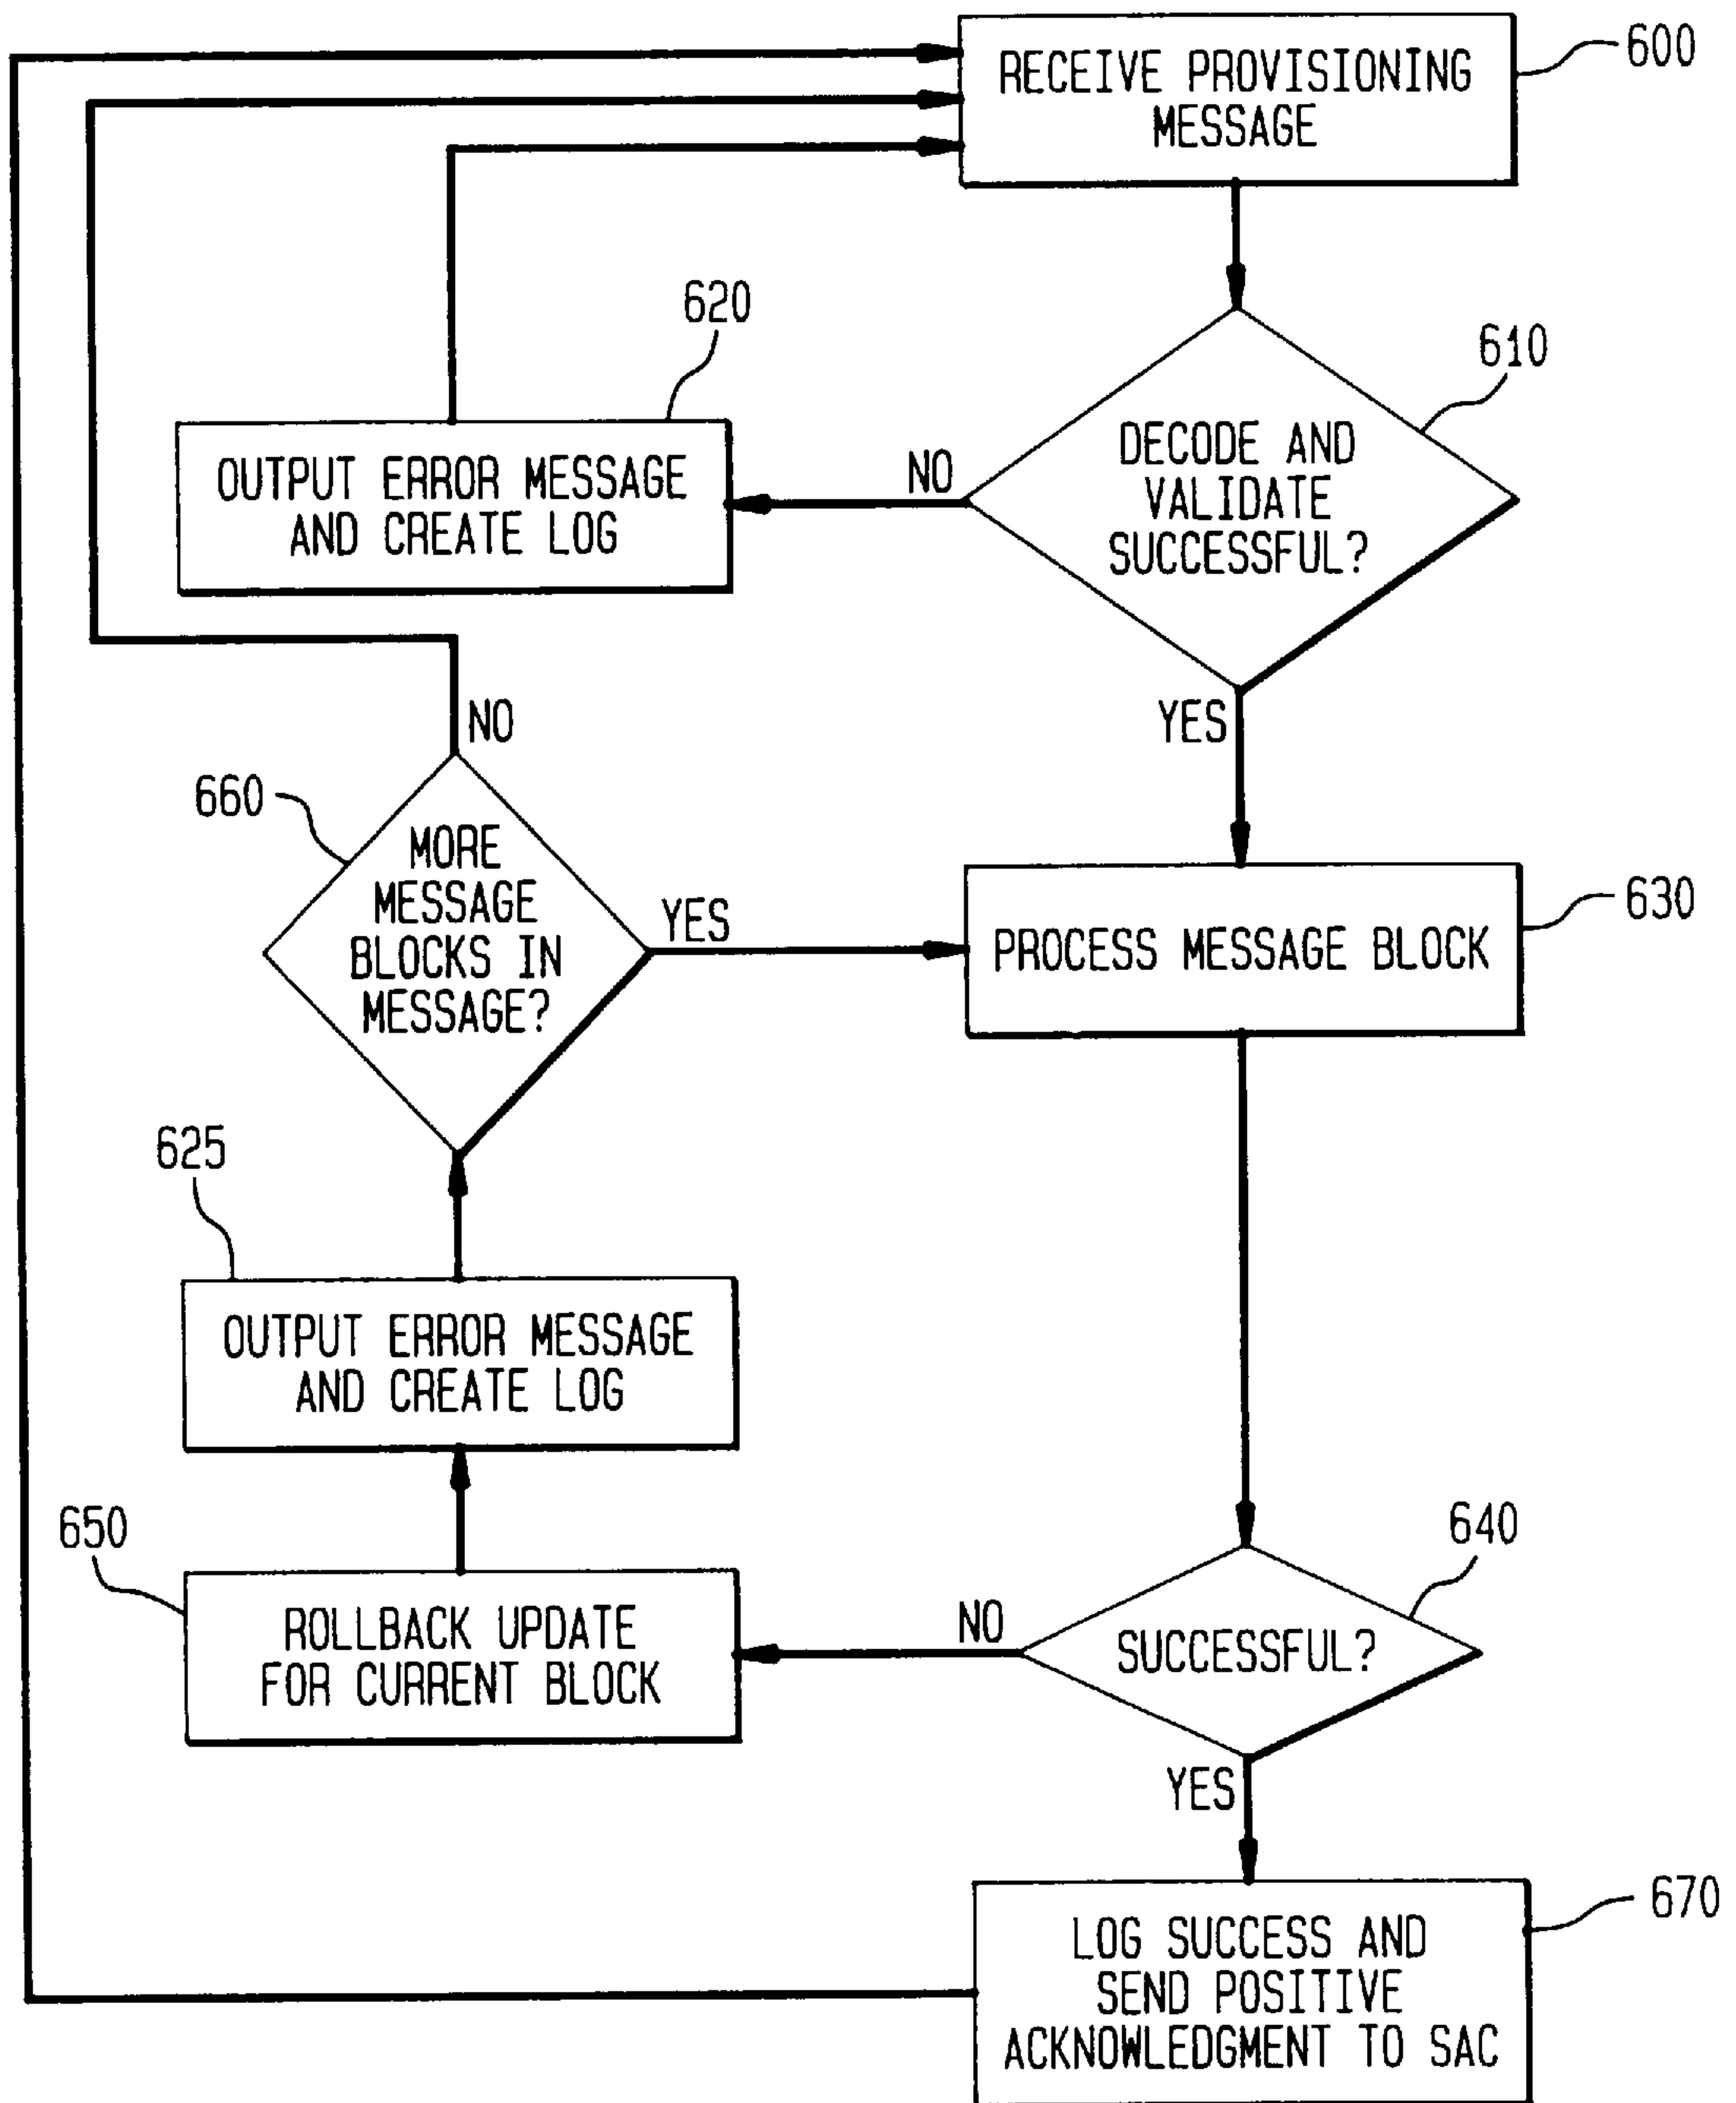 RECEIVE PROVISIONING
MESSAGE
600
620
610
DECODE AND
VALIDATE
SUCCESSFUL?
NO
OUTPUT ERROR MESSAGE
AND CREATE LOG
YES
NO
660
MORE
MESSAGE
BLOCKS IN
MESSAGE?
YES
630
PROCESS MESSAGE BLOCK
625
OUTPUT ERROR MESSAGE
AND CREATE LOG
650
ROLLBACK UPDATE
FOR CURRENT BLOCK
NO
640
SUCCESSFUL?
YES
670
LOG SUCCESS AND
SEND POSITIVE
ACKNOWLEDGMENT TO SAC